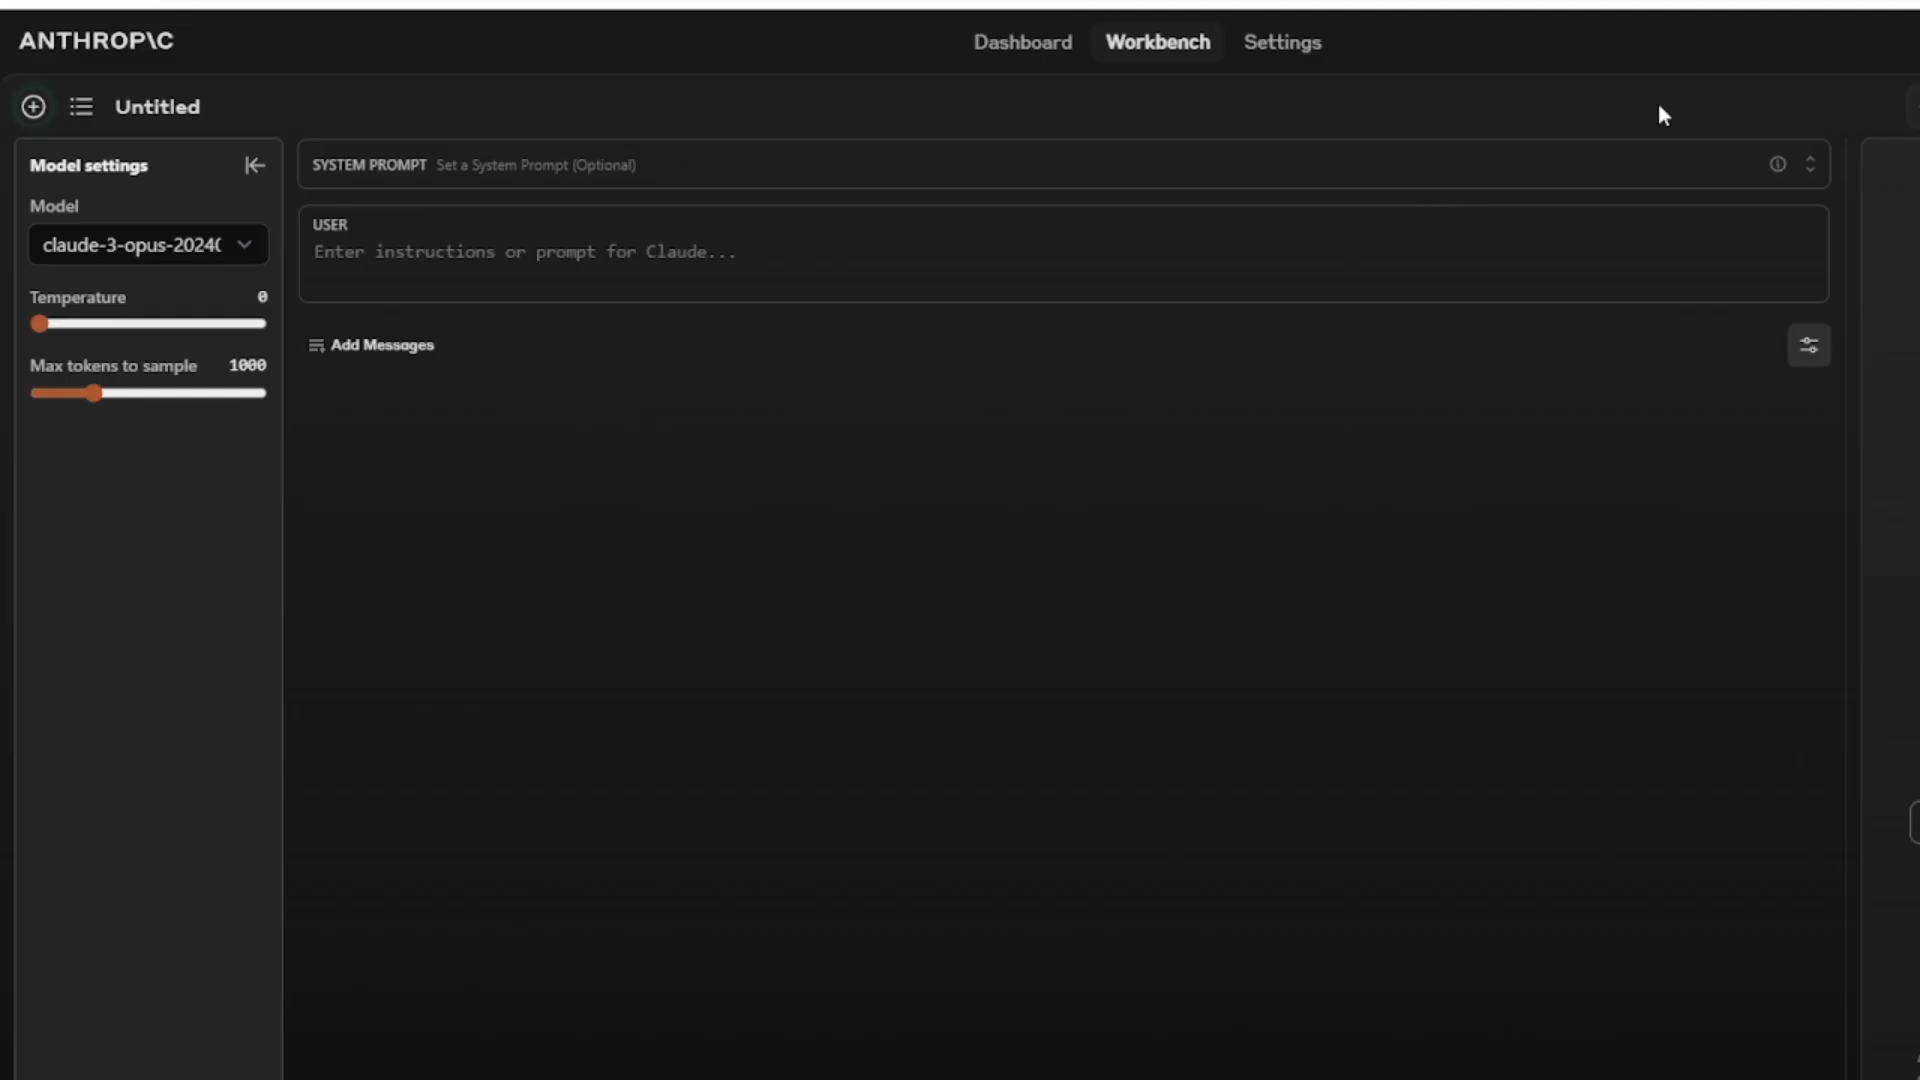 ANTHROP\C
Dashboard Workbench Settings
Untitled
Model settings
Model
claude-3-opus-2024(
Temperature 0
Max tokens to sample 1000
SYSTEM PROMPT Set a System Prompt (Optional)
USER
Enter instructions or prompt for Claude...
Add Messages